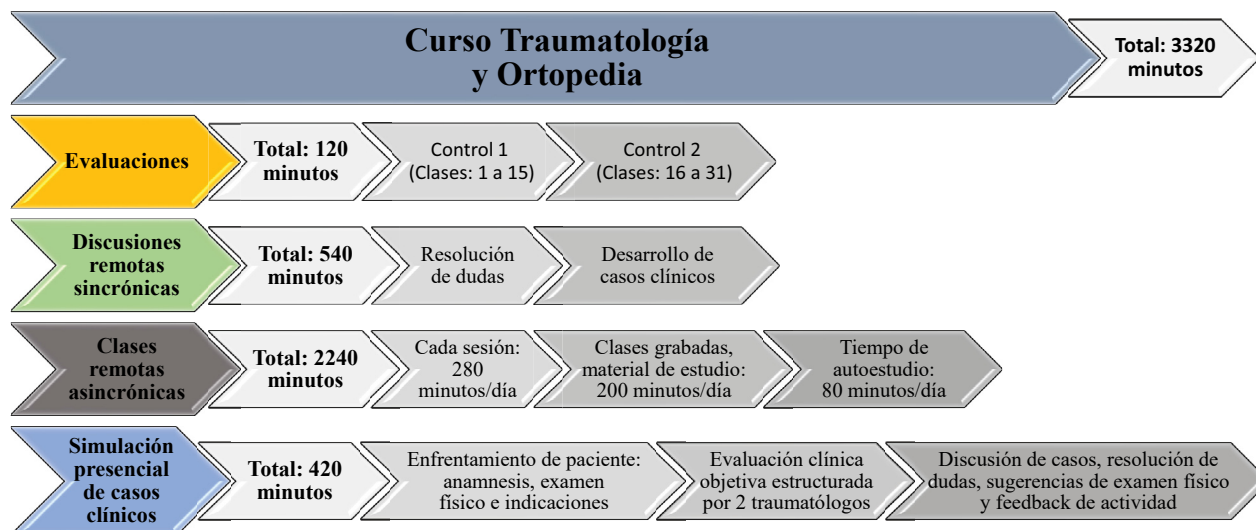 Curso Traumatología
y Ortopedia
Total: 3320
minutos
Evaluaciones
Total: 120
minutos
Control 1
(Clases: 1 a 15)
Control 2
(Clases: 16 a 31)
Discusiones
remotas
sincrónicas
Total: 540
minutos
Resolución
de dudas
Desarrollo de
casos clínicos
Clases
remotas
asincrónicas
Total: 2240
minutos
Cada sesión:
280
minutos/día
Clases grabadas,
material de estudio:
200 minutos/día
Tiempo de
autoestudio:
80 minutos/día
Simulación
presencial
de casos
clínicos
Total: 420
minutos
Enfrentamiento de paciente:
anamnesis, examen
físico e indicaciones
Evaluación clínica
objetiva estructurada
por 2 traumatólogos
Discusión de casos, resolución de
dudas, sugerencias de examen físico
y feedback de actividad